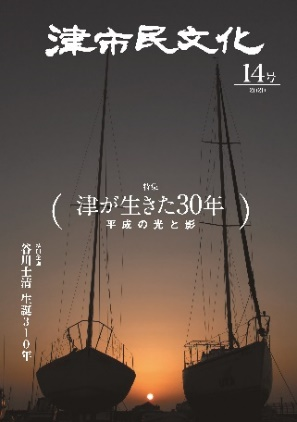 津市民文化
14号
特集
津が生きた30年
平成の光と影
谷川士清 生誕310年